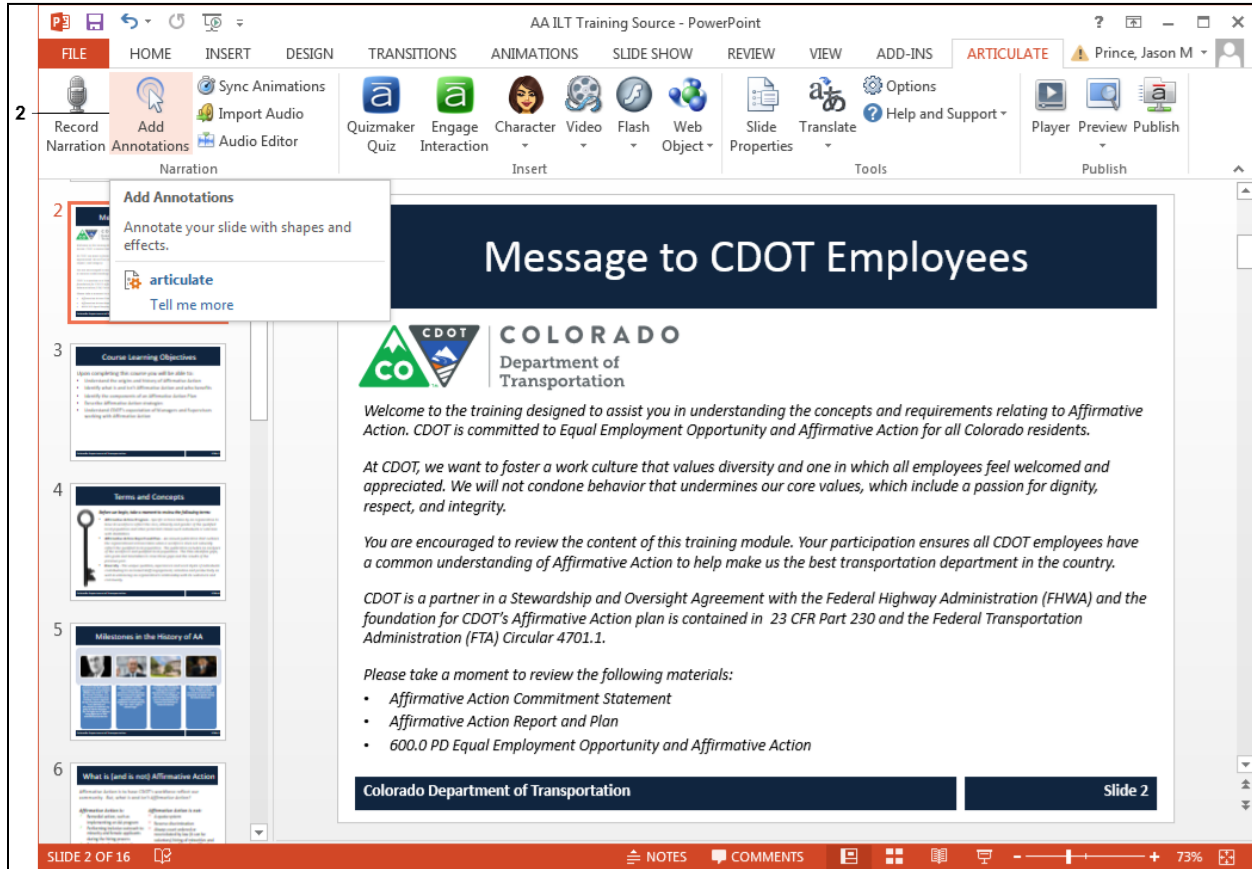 AA ILT Training Source - PowerPoint
?
FILE HOME INSERT DESIGN TRANSITIONS ANIMATIONS SLIDE SHOW REVIEW VIEW ADD-INS ARTICULATE Prince, Jason M
2
Record Narration
Add Annotations
Sync Animations
Import Audio
Audio Editor
Narration
Quizmaker Quiz
Engage Interaction
Character
Video
Flash
Web Object
Insert
Slide Properties
Translate
Options
Help and Support
Tools
Player
Preview
Publish
Publish
Add Annotations
Annotate your slide with shapes and
effects.
articulate
Tell me more
2
3
Course Learning Objectives
4
Terms and Concepts
5
Milestones in the History of AA
6
What is (and is not) Affirmative Action
Message to CDOT Employees
CO
CDOT
COLORADO
Department of
Transportation
Welcome to the training designed to assist you in understanding the concepts and requirements relating to Affirmative
Action. CDOT is committed to Equal Employment Opportunity and Affirmative Action for all Colorado residents.
At CDOT, we want to foster a work culture that values diversity and one in which all employees feel welcomed and
appreciated. We will not condone behavior that undermines our core values, which include a passion for dignity,
respect, and integrity.
You are encouraged to review the content of this training module. Your participation ensures all CDOT employees have
a common understanding of Affirmative Action to help make us the best transportation department in the country.
CDOT is a partner in a Stewardship and Oversight Agreement with the Federal Highway Administration (FHWA) and the
foundation for CDOT's Affirmative Action plan is contained in 23 CFR Part 230 and the Federal Transportation
Administration (FTA) Circular 4701.1.
Please take a moment to review the following materials:
• Affirmative Action Commitment Statement
• Affirmative Action Report and Plan
• 600.0 PD Equal Employment Opportunity and Affirmative Action
Colorado Department of Transportation Slide 2
SLIDE 2 OF 16 NOTES COMMENTS 73%